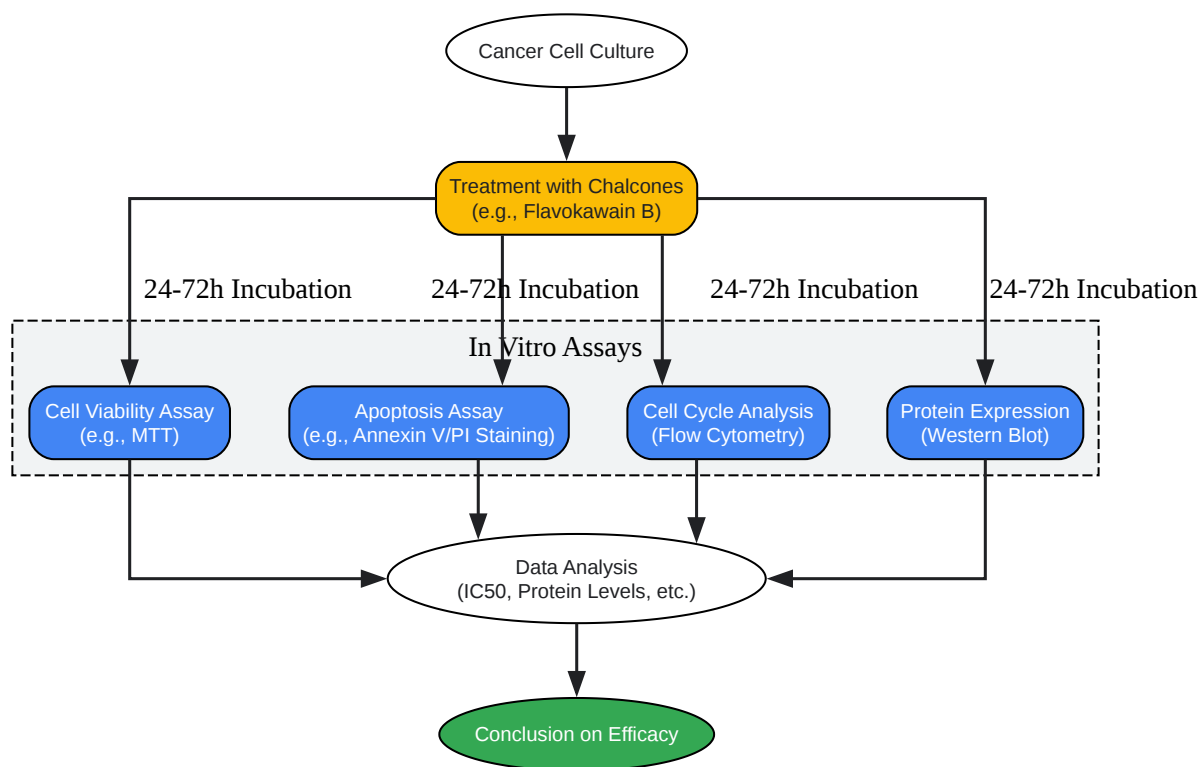 Cancer Cell Culture
Treatment with Chalcones
(e.g., Flavokawain B)
24-72h Incubation
24-72h Incubation
24-72h Incubation
24-72h Incubation
In Vitro Assays
Cell Viability Assay
(e.g., MTT)
Apoptosis Assay
(e.g., Annexin V/PI Staining)
Cell Cycle Analysis
(Flow Cytometry)
Protein Expression
(Western Blot)
Data Analysis
(IC50, Protein Levels, etc.)
Conclusion on Efficacy